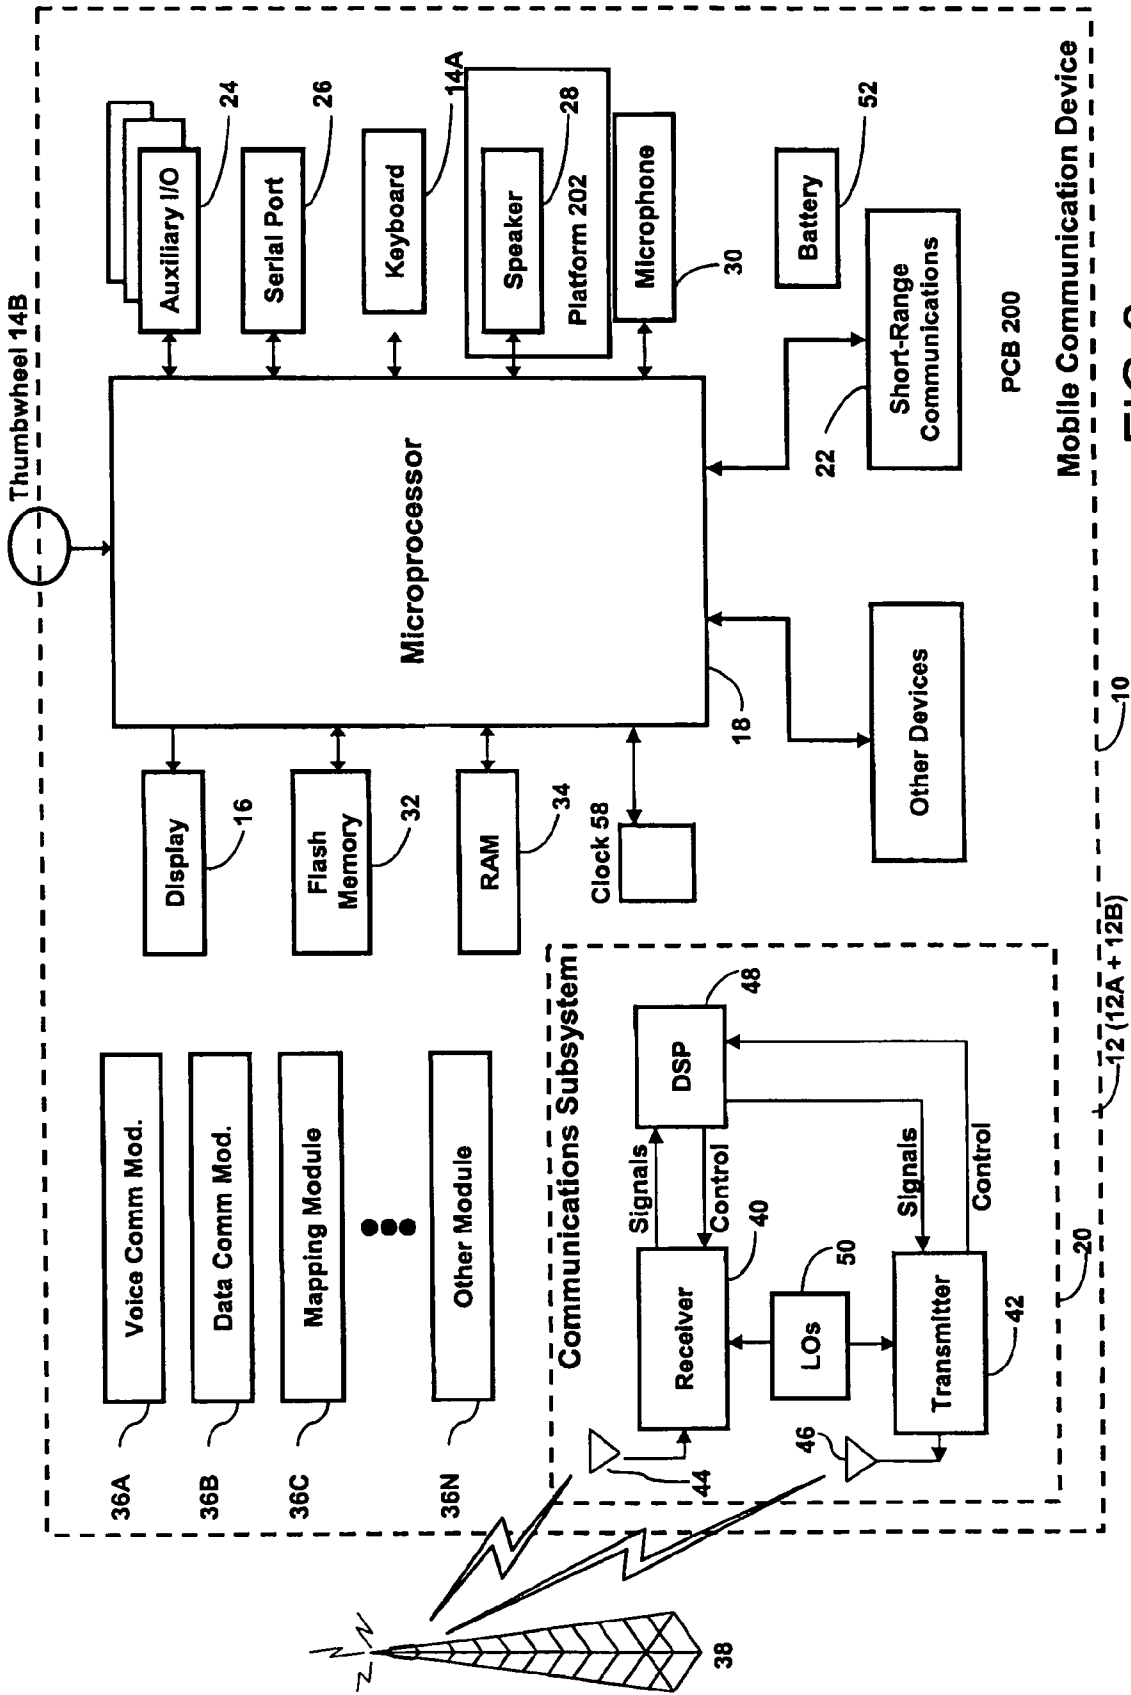 Thumbwheel 14B
36A
Voice Comm Mod.
36B
Data Comm Mod.
36C
Mapping Module
36N
Other Module
Display
16
Flash
Memory
32
RAM
34
Clock 58
Microprocessor
18
Auxiliary I/O
24
Serial Port
26
Keyboard
14A
Speaker
28
Platform 202
Microphone
30
Battery
52
Short-Range
Communications
22
Other Devices
PCB 200
Mobile Communication Device
Communications Subsystem
44
Receiver
40
Signals
Control
DSP
48
LOs
50
46
Transmitter
42
Signals
Control
20
38
12 (12A + 12B)
10